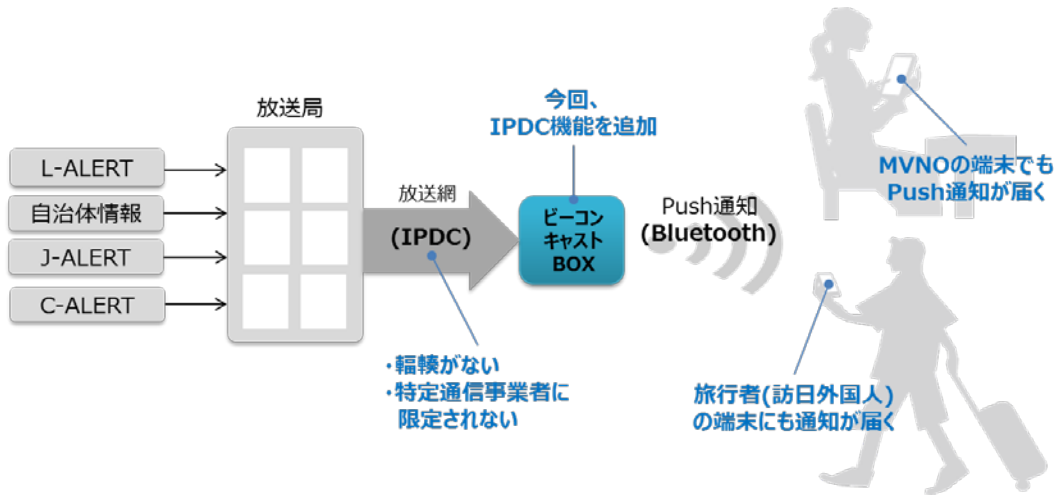 放送局
L-ALERT
自治体情報
J-ALERT
C-ALERT
放送網
(IPDC)
・輻輳がない
・特定通信事業者に
限定されない
今回、
IPDC機能を追加
ビーコン
キャスト
BOX
Push通知
(Bluetooth)
MVNOの端末でも
Push通知が届く
旅行者(訪日外国人)
の端末にも通知が届く